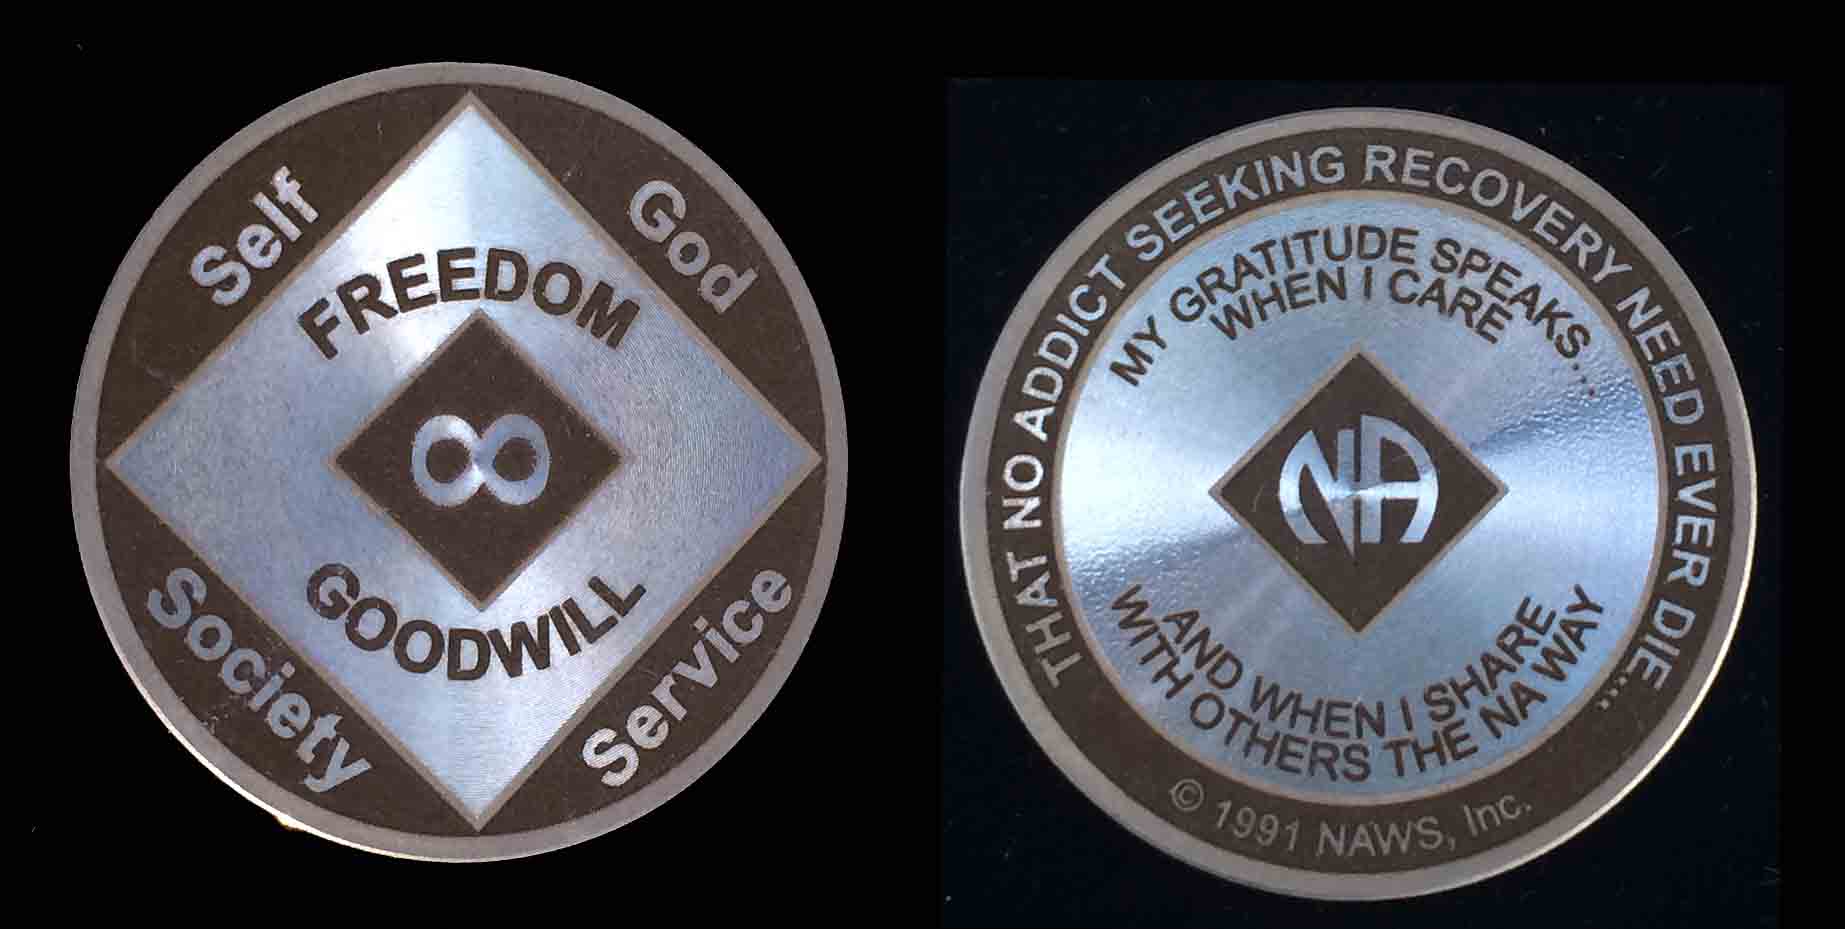 Self
God
FREEDOM
∞
GOODWILL
Society
Service
THAT NO ADDICT SEEKING RECOVERY NEED EVER DIE....
MY GRATITUDE SPEAKS...
WHEN I CARE
NA
AND WHEN I SHARE
WITH OTHERS THE NA WAY
© 1991 NAWS, Inc.